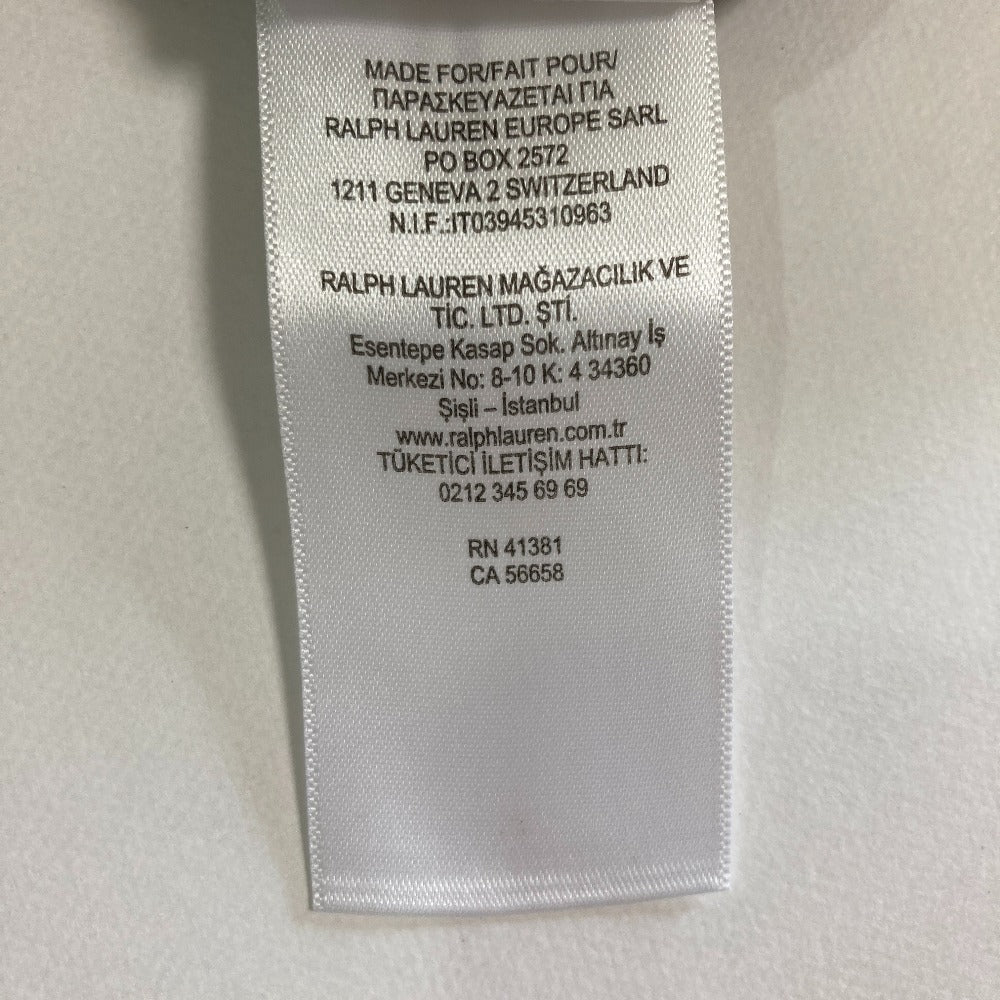 MADE FOR/FAIT POUR/
ΠΑΡΑΣΚΕΥΑΖΕΤΑΙ ΓΙΑ
RALPH LAUREN EUROPE SARL
PO BOX 2572
1211 GENEVA 2 SWITZERLAND
N.I.F.:IT03945310963
RALPH LAUREN MAĞAZACILIK VE
TİC. LTD. ŞTİ.
Esentepe Kasap Sok. Altınay İş
Merkezi No: 8-10 K: 4 34360
Şişli – İstanbul
www.ralphlauren.com.tr
TÜKETİCİ İLETİŞİM HATTI:
0212 345 69 69
RN 41381
CA 56658